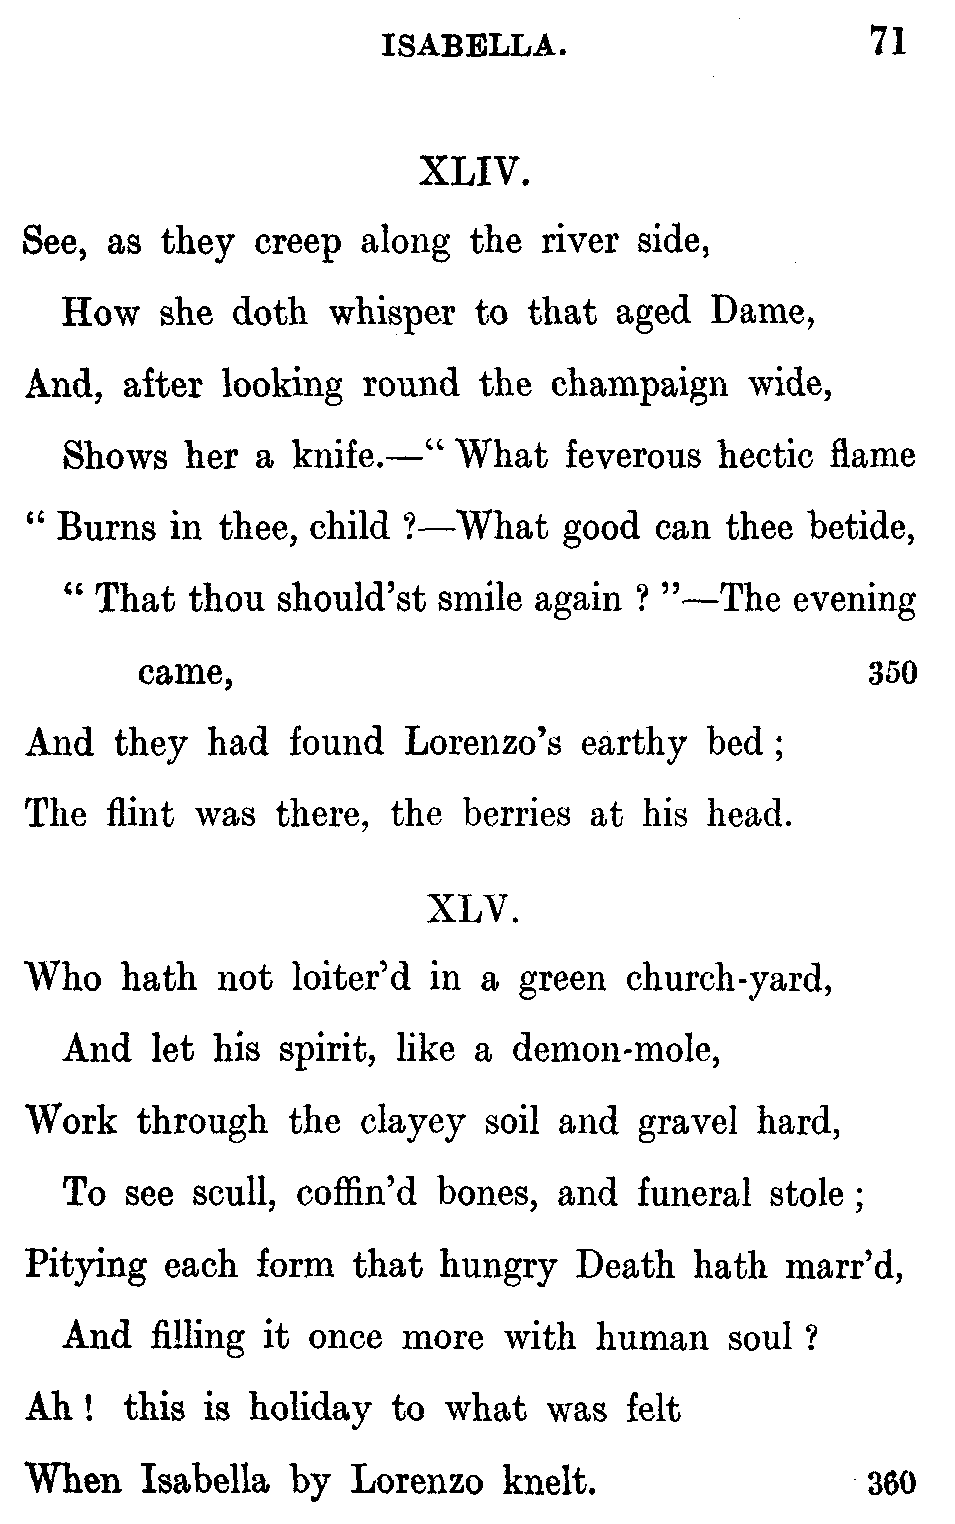 ISABELLA. 71
XLIV.
See, as they creep along the river side,
How she doth whisper to that aged Dame,
And, after looking round the champaign wide,
Shows her a knife.—“ What feverous hectic flame
“ Burns in thee, child ?—What good can thee betide,
“ That thou should’st smile again ? ”—The evening
came, 350
And they had found Lorenzo’s earthy bed ;
The flint was there, the berries at his head.
XLV.
Who hath not loiter’d in a green church-yard,
And let his spirit, like a demon-mole,
Work through the clayey soil and gravel hard,
To see scull, coffin’d bones, and funeral stole ;
Pitying each form that hungry Death hath marr’d,
And filling it once more with human soul ?
Ah ! this is holiday to what was felt
When Isabella by Lorenzo knelt. 360